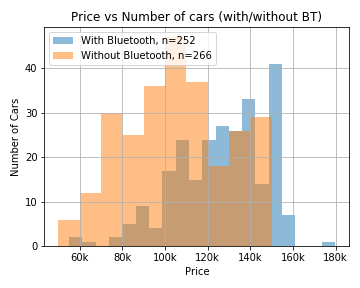 Price vs Number of cars (with/without BT)
With Bluetooth, n=252
Without Bluetooth, n=266
Number of Cars
40
30
20
10
0
60k 80k 100k 120k 140k 160k 180k
Price